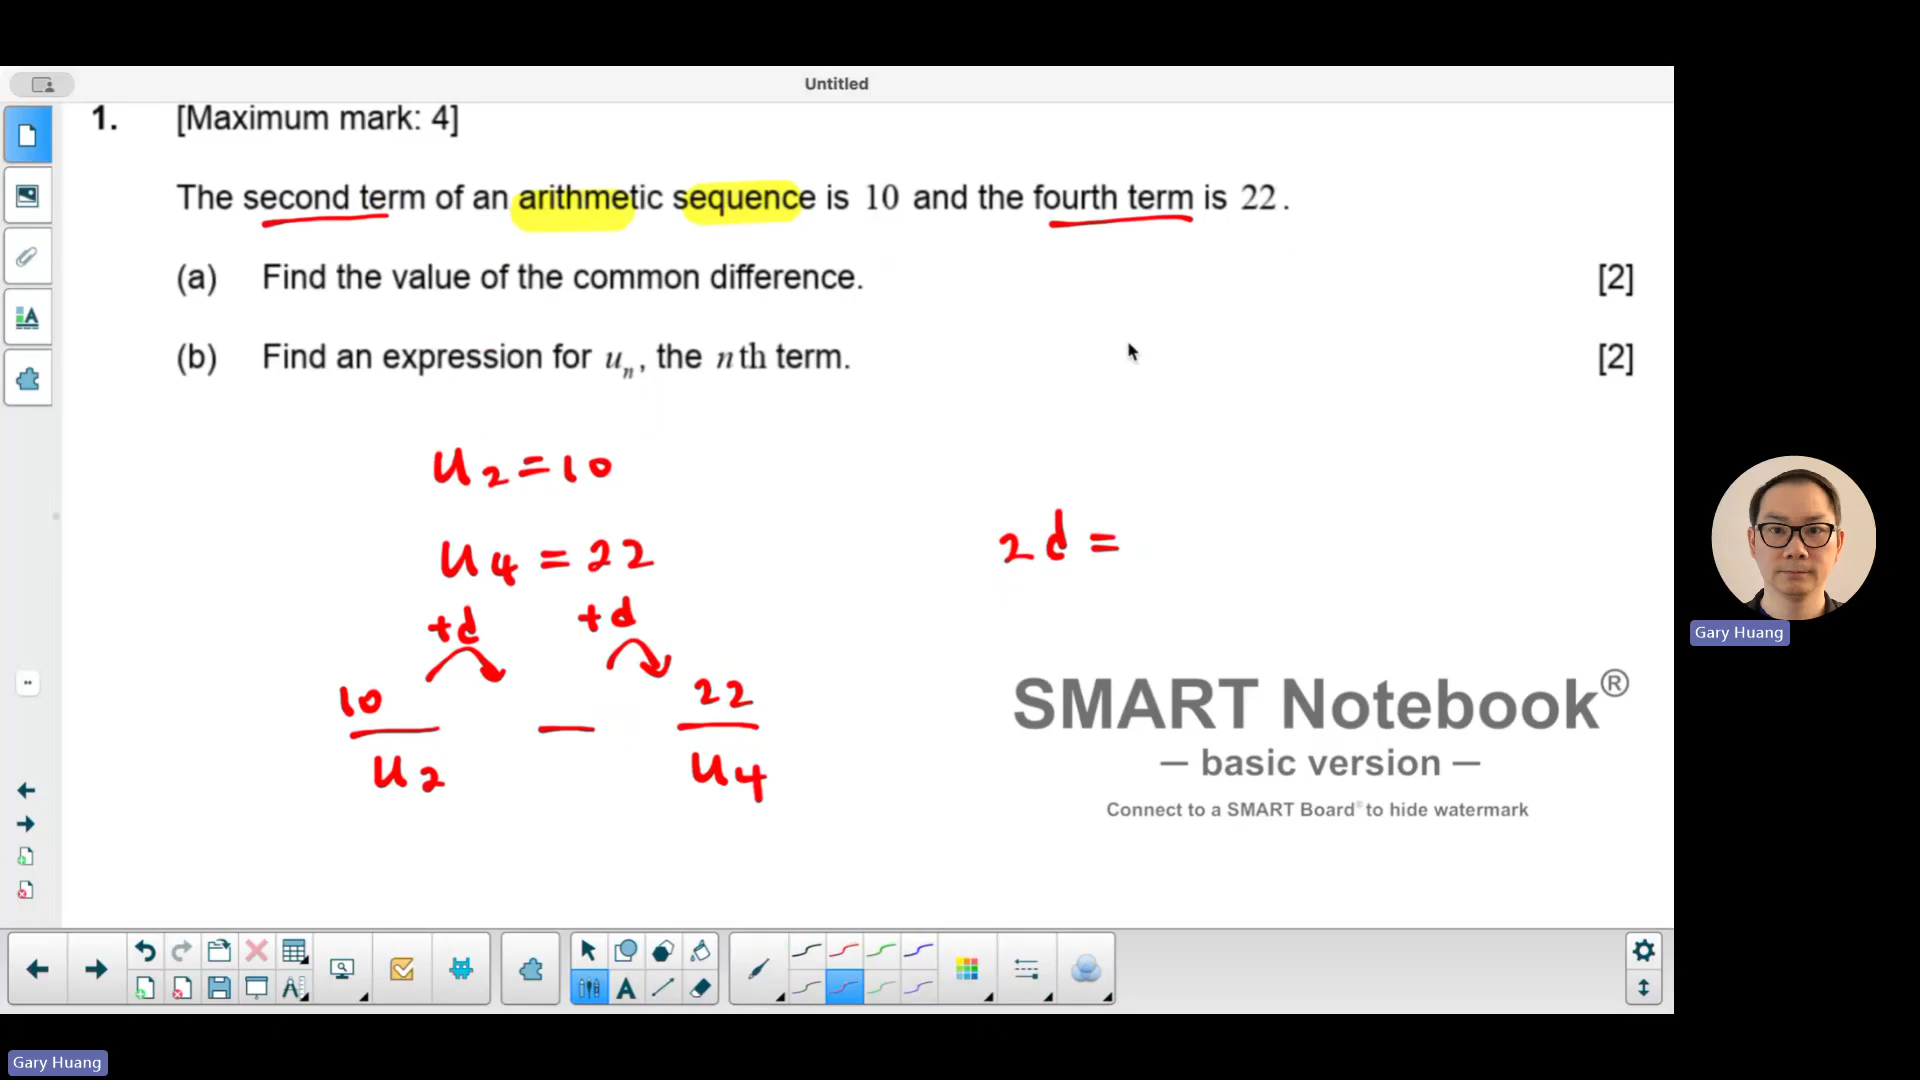 Untitled
1. [Maximum mark: 4]
The second term of an arithmetic sequence is 10 and the fourth term is 22.
(a) Find the value of the common difference. [2]
(b) Find an expression for uₙ, the nth term. [2]
u₂ = 10
u₄ = 22
2d =
+d +d
10 22
u₂ u₄
SMART Notebook®
— basic version —
Connect to a SMART Board® to hide watermark
Gary Huang
Gary Huang